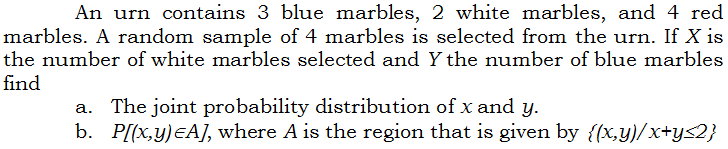 An urn contains 3 blue marbles, 2 white marbles, and 4 red
marbles. A random sample of 4 marbles is selected from the urn. If X is
the number of white marbles selected and Y the number of blue marbles
find
a. The joint probability distribution of x and y.
b. P[(x,y)∈A], where A is the region that is given by {(x,y)/x+y≤2}